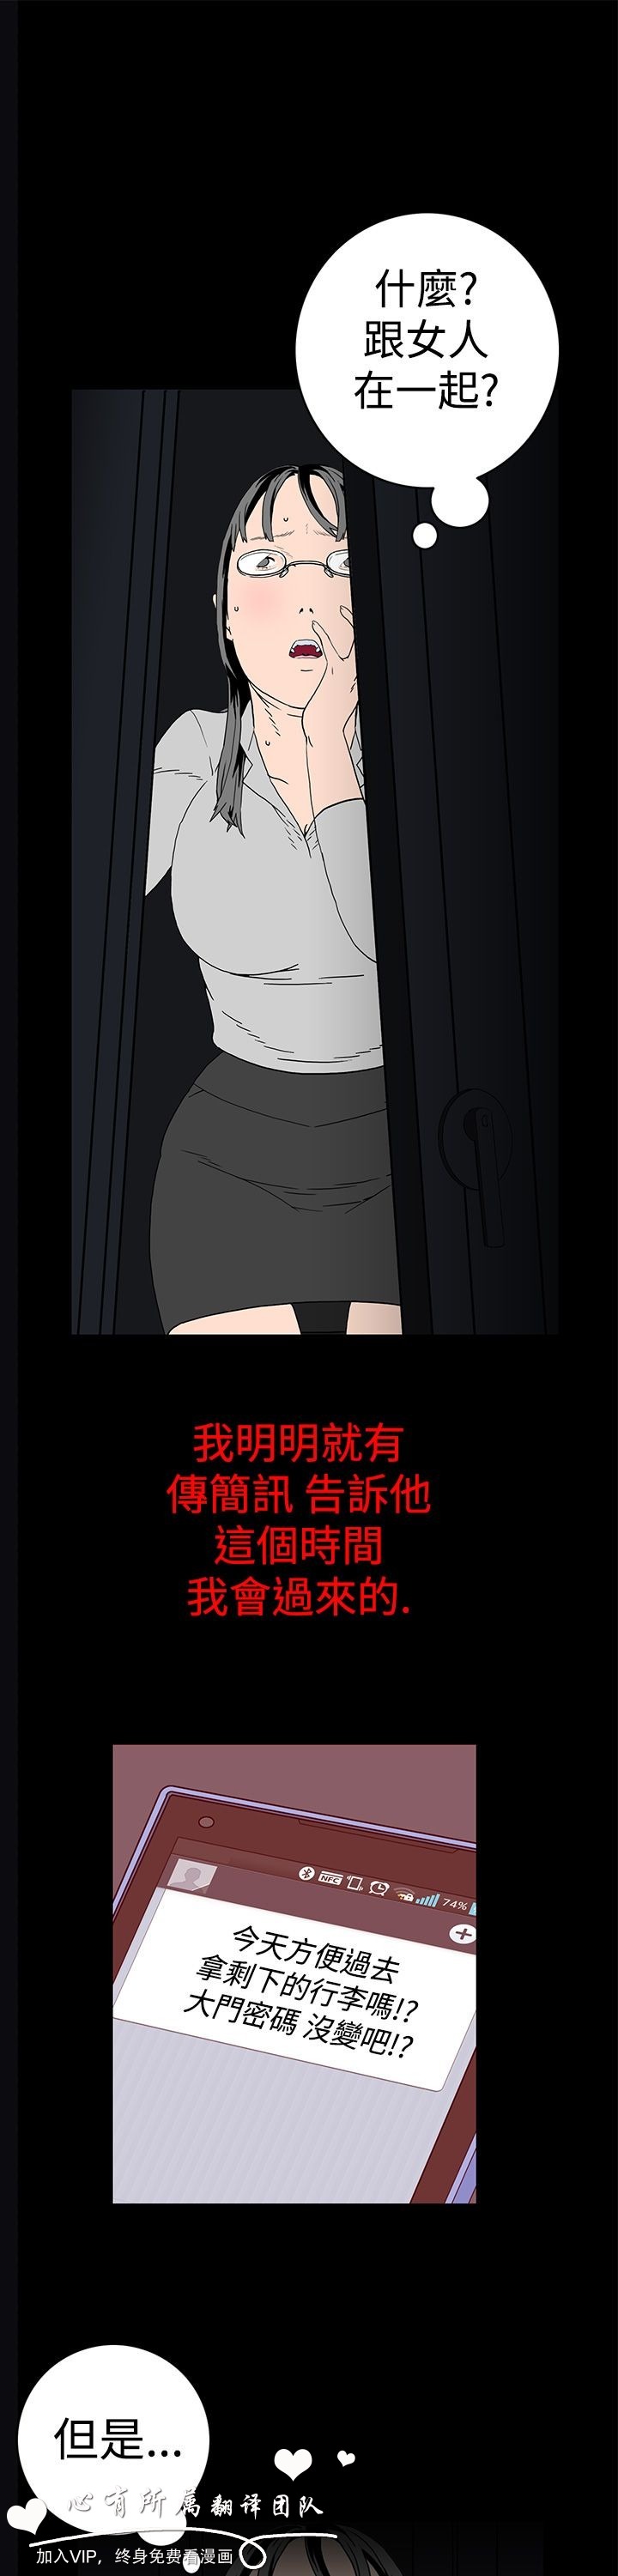 什麼?
跟女人
在一起?
我明明就有
傳簡訊 告訴他
這個時間
我會過來的.
NFC 74%
今天方便過去
拿剩下的行李嗎!?
大門密碼 沒變吧!?
但是...
心有所属翻译团队
加入VIP，终身免费看漫画